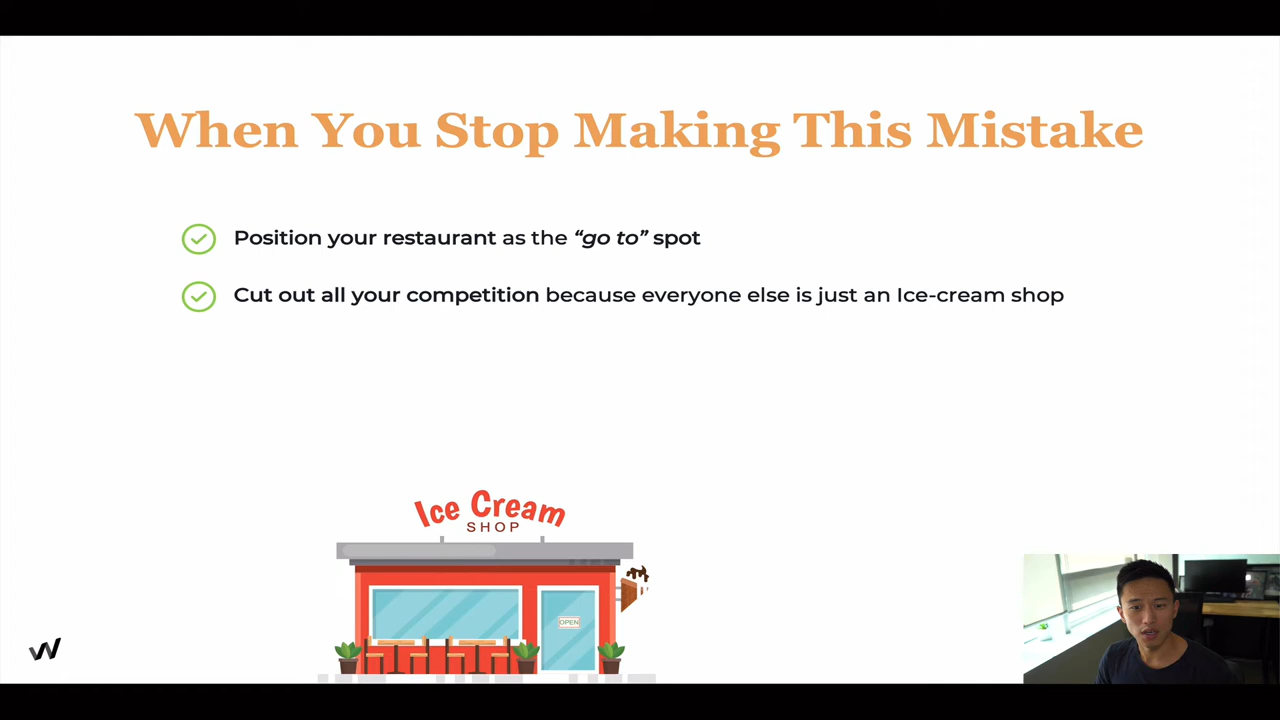 When You Stop Making This Mistake
Position your restaurant as the “go to” spot
Cut out all your competition because everyone else is just an Ice-cream shop
Ice Cream
SHOP
OPEN
W